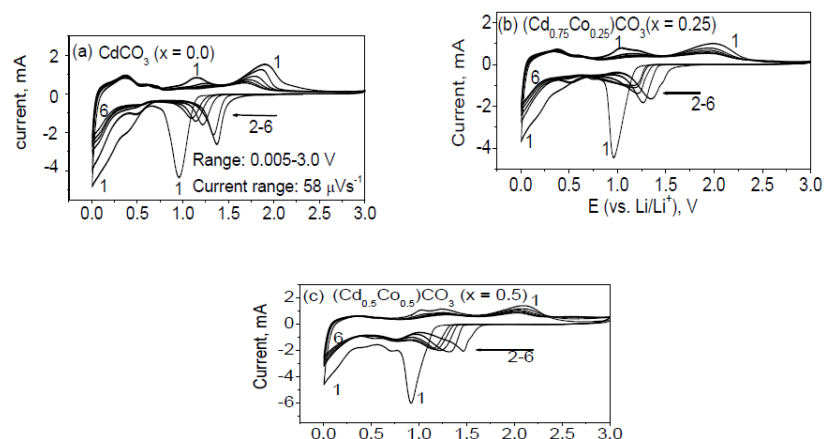 (a) CdCO3 (x = 0.0)
current, mA
2
0
-2
-4
1
1
6
2-6
1
1
Range: 0.005-3.0 V
Current range: 58 μVs-1
0.0 0.5 1.0 1.5 2.0 2.5 3.0
(b) (Cd0.75Co0.25)CO3(x = 0.25)
Current, mA
2
0
-2
-4
1
1
6
2-6
1
1
0.0 0.5 1.0 1.5 2.0 2.5 3.0
E (vs. Li/Li+), V
(c) (Cd0.5Co0.5)CO3 (x = 0.5)
Current, mA
2
0
-2
-4
-6
1
6
2-6
1
1
0.0 0.5 1.0 1.5 2.0 2.5 3.0